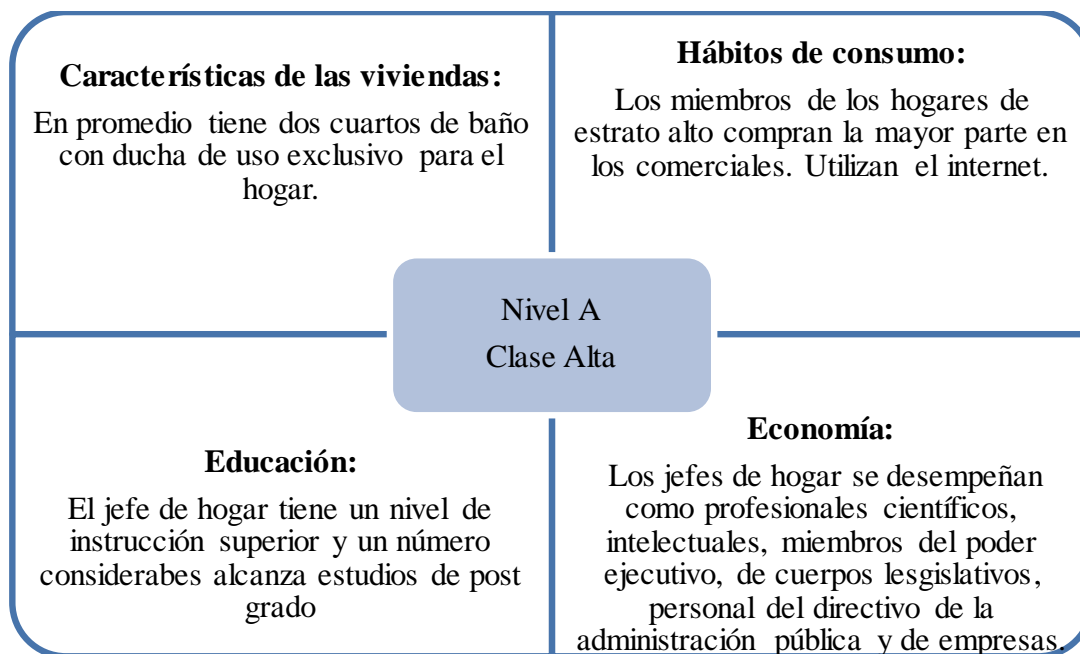 Características de las viviendas:
En promedio tiene dos cuartos de baño
con ducha de uso exclusivo para el
hogar.
Hábitos de consumo:
Los miembros de los hogares de
estrato alto compran la mayor parte en
los comerciales. Utilizan el internet.
Nivel A
Clase Alta
Educación:
El jefe de hogar tiene un nivel de
instrucción superior y un número
considerabes alcanza estudios de post
grado
Economía:
Los jefes de hogar se desempeñan
como profesionales científicos,
intelectuales, miembros del poder
ejecutivo, de cuerpos lesgislativos,
personal del directivo de la
administración pública y de empresas.